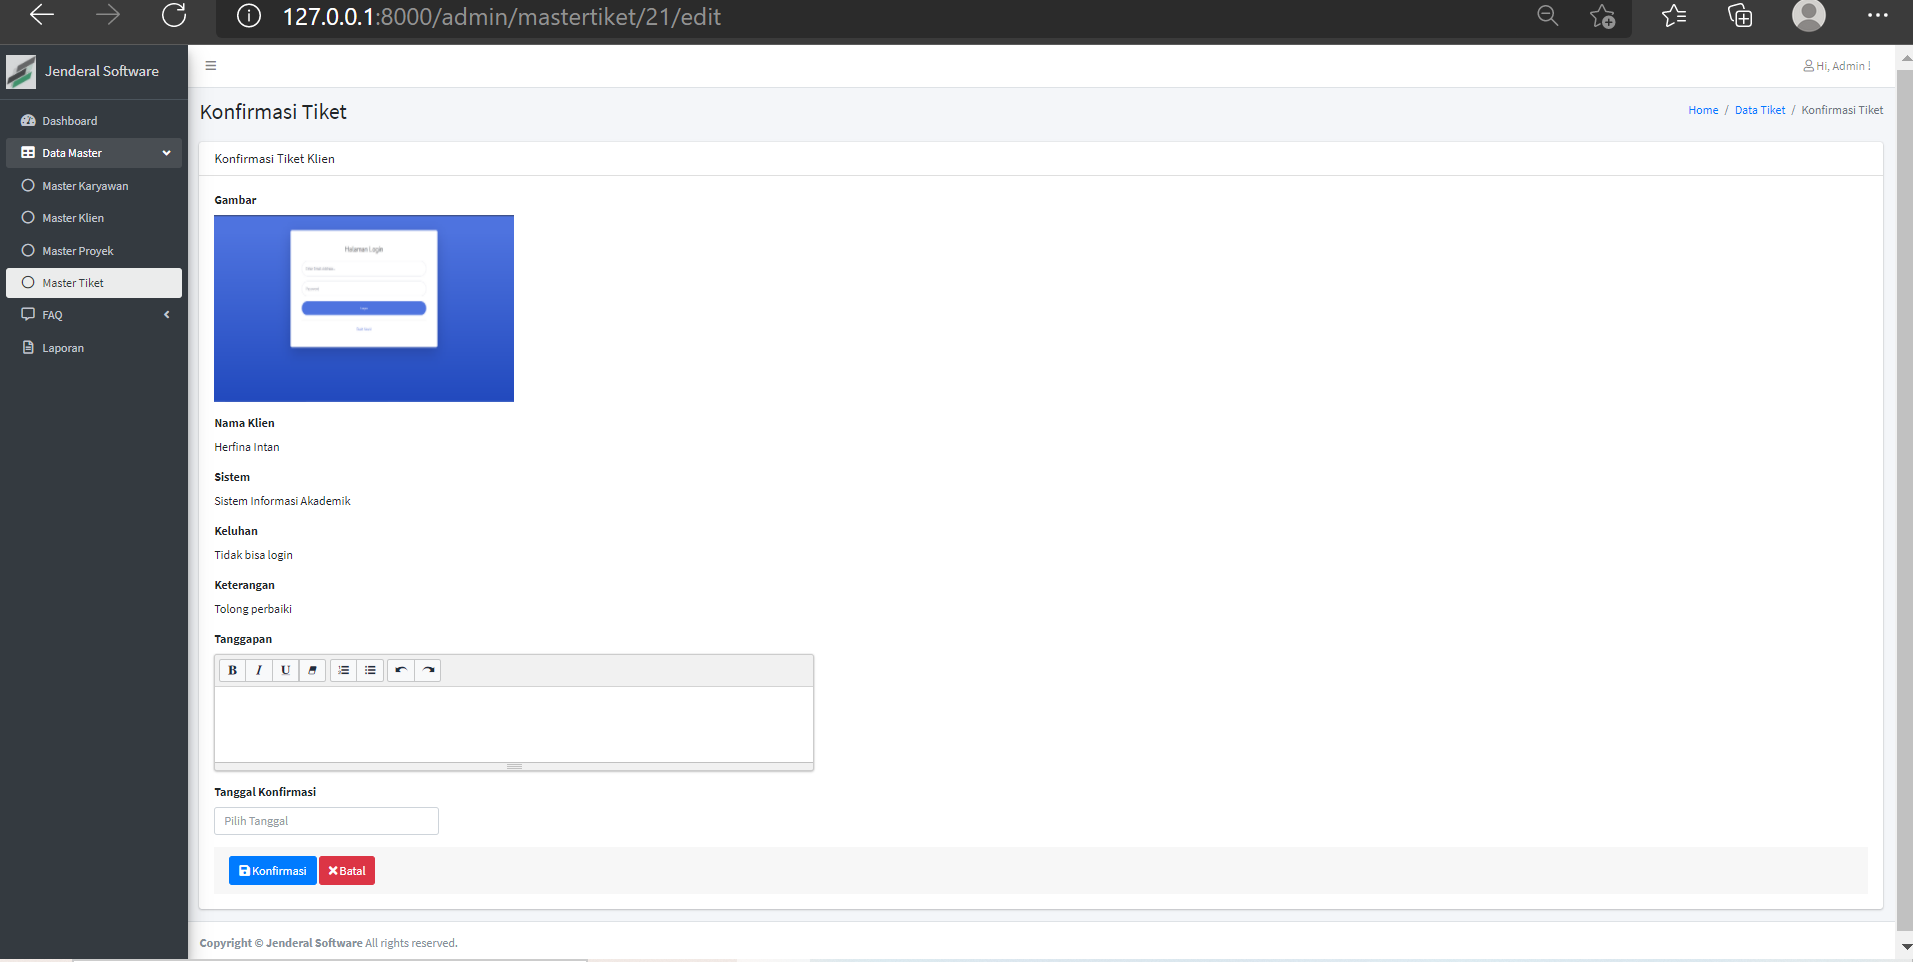 127.0.0.1:8000/admin/mastertiket/21/edit
Jenderal Software
Hi, Admin !
Dashboard
Data Master
Master Karyawan
Master Klien
Master Proyek
Master Tiket
FAQ
Laporan
Konfirmasi Tiket
Home / Data Tiket / Konfirmasi Tiket
Konfirmasi Tiket Klien
Gambar
Halaman Login
Nama Klien
Herfina Intan
Sistem
Sistem Informasi Akademik
Keluhan
Tidak bisa login
Keterangan
Tolong perbaiki
Tanggapan
B I U
Tanggal Konfirmasi
Pilih Tanggal
Konfirmasi Batal
Copyright © Jenderal Software All rights reserved.